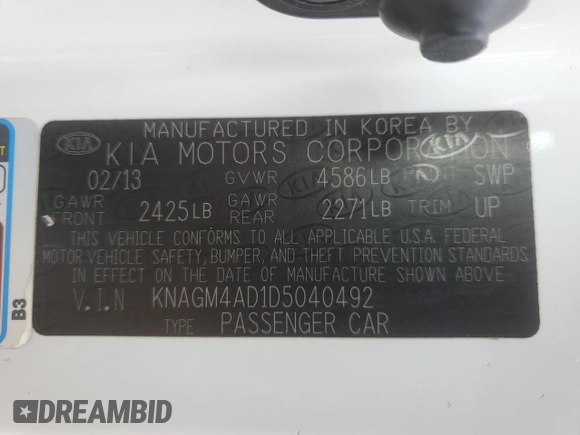 MANUFACTURED IN KOREA BY
KIA KIA MOTORS CORPORATION
02/13 GVWR 4586LB PAINT SWP
GAWR FRONT 2425LB GAWR REAR 2271LB TRIM UP
THIS VEHICLE CONFORMS TO ALL APPLICABLE U.S.A. FEDERAL
MOTOR VEHICLE SAFETY, BUMPER, AND THEFT PREVENTION STANDARDS
IN EFFECT ON THE DATE OF MANUFACTURE SHOWN ABOVE
V.I.N KNAGM4AD1D5040492
TYPE PASSENGER CAR
B3
DREAMBID